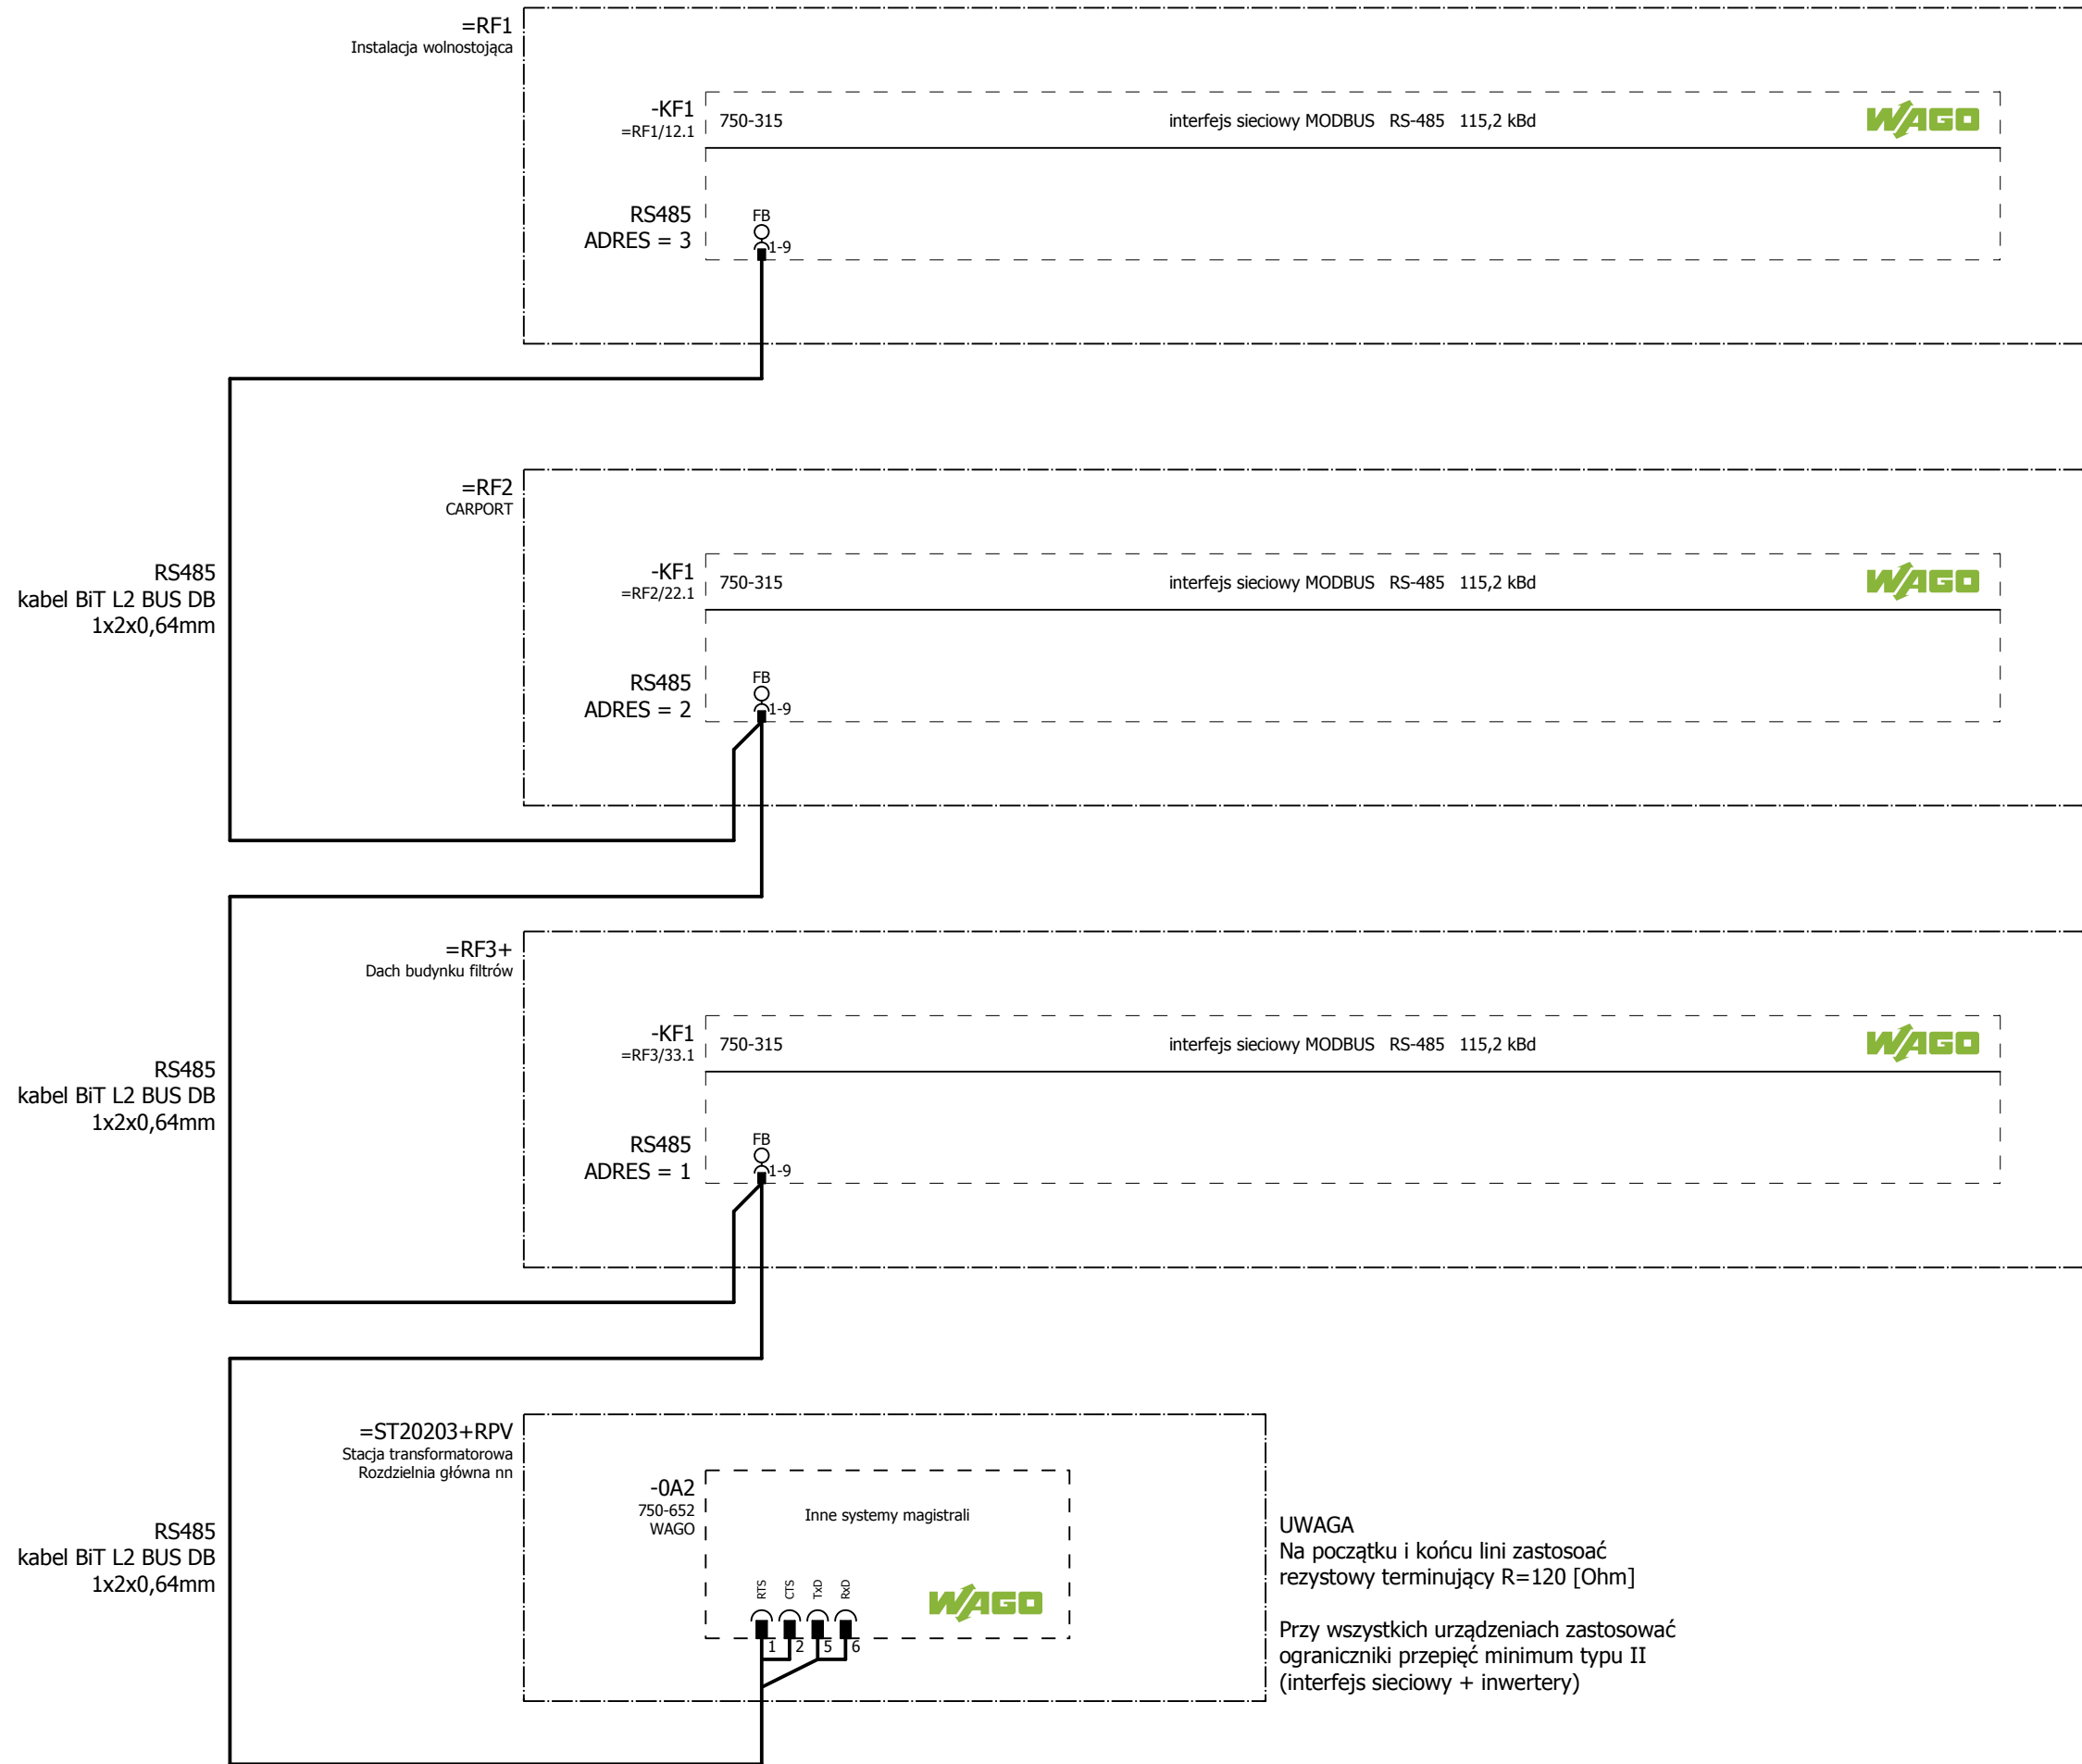 =RF1
Instalacja wolnostojąca
-KF1
=RF1/12.1
750-315
interfejs sieciowy MODBUS RS-485 115,2 kBd
WAGO
RS485
ADRES = 3
FB
1-9
=RF2
CARPORT
-KF1
=RF2/22.1
750-315
interfejs sieciowy MODBUS RS-485 115,2 kBd
WAGO
RS485
kabel BiT L2 BUS DB
1x2x0,64mm
RS485
ADRES = 2
FB
1-9
=RF3+
Dach budynku filtrów
-KF1
=RF3/33.1
750-315
interfejs sieciowy MODBUS RS-485 115,2 kBd
WAGO
RS485
kabel BiT L2 BUS DB
1x2x0,64mm
RS485
ADRES = 1
FB
1-9
=ST20203+RPV
Stacja transformatorowa
Rozdzielnia główna nn
-0A2
750-652
WAGO
Inne systemy magistrali
RTS
CTS
TxD
RxD
WAGO
1
2
5
6
RS485
kabel BiT L2 BUS DB
1x2x0,64mm
UWAGA
Na początku i końcu lini zastosoać
rezystowy terminujący R=120 [Ohm]
Przy wszystkich urządzeniach zastosować
ograniczniki przepięć minimum typu II
(interfejs sieciowy + inwertery)